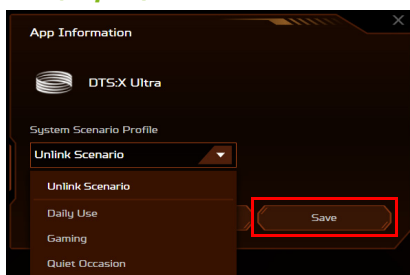 App Information
DTS:X Ultra
System Scenario Profile
Unlink Scenario
Unlink Scenario
Daily Use
Save
Gaming
Quiet Occasion